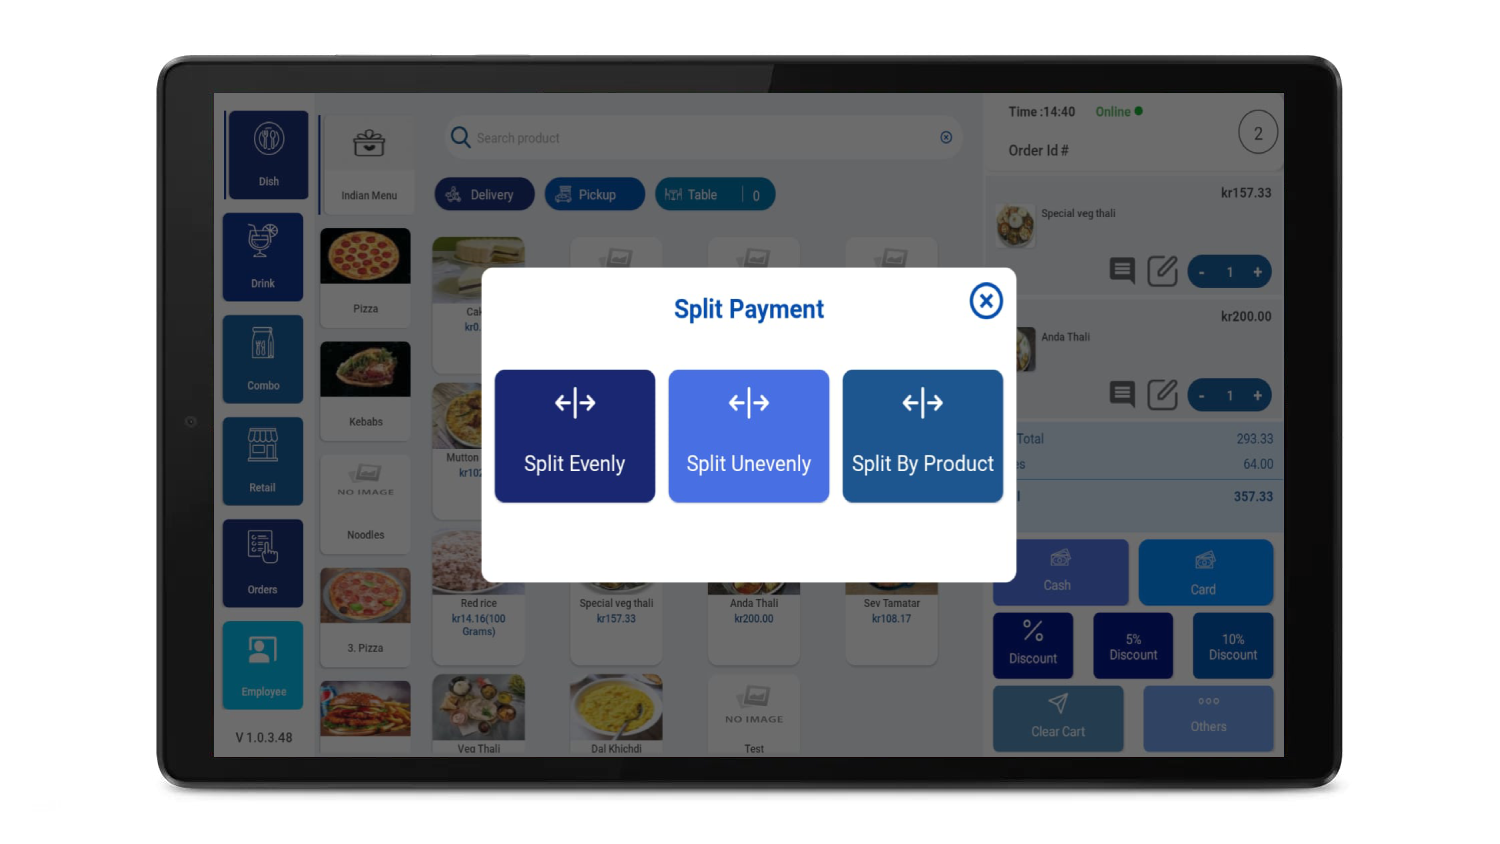 Dish
Drink
Combo
Retail
Orders
Employee
V 1.0.3.48
Indian Menu
Pizza
Kebabs
NO IMAGE
Noodles
3. Pizza
Search product
Delivery
Pickup
Table
0
Split Payment
Split Evenly
Split Unevenly
Split By Product
Mutton
Red rice
kr14.16(100
Grams)
Special veg thali
kr157.33
Anda Thali
kr200.00
Sev Tamatar
kr108.17
Veg Thali
Dal Khichdi
NO IMAGE
Test
Time :14:40
Online
Order Id #
2
kr157.33
Special veg thali
- 1 +
kr200.00
Anda Thali
- 1 +
Total
293.33
64.00
357.33
Cash
Card
Discount
5%
Discount
10%
Discount
Clear Cart
Others